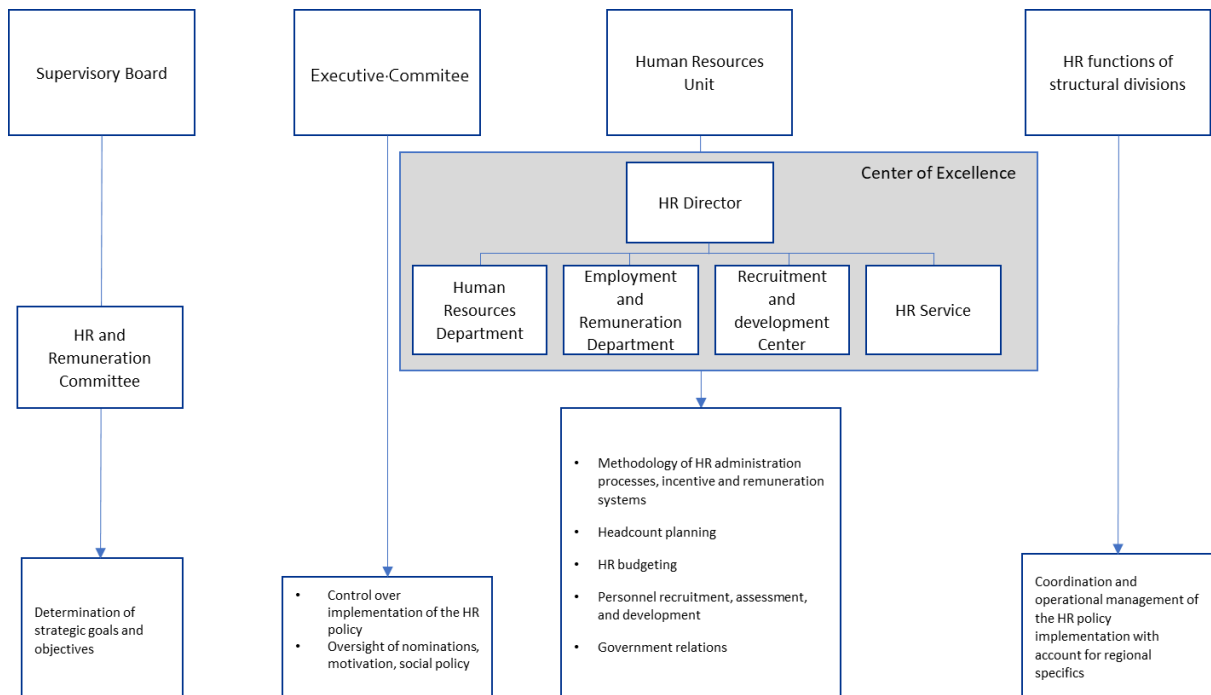 Supervisory Board
Executive·Commitee
Human Resources
Unit
HR functions of
structural divisions
Center of Excellence
HR Director
Human
Resources
Department
Employment
and
Remuneration
Department
Recruitment
and
development
Center
HR Service
HR and
Remuneration
Committee
Determination of
strategic goals and
objectives
• Control over
implementation of the HR
policy
• Oversight of nominations,
motivation, social policy
• Methodology of HR administration
processes, incentive and remuneration
systems
• Headcount planning
• HR budgeting
• Personnel recruitment, assessment,
and development
• Government relations
Coordination and
operational management of
the HR policy
implementation with
account for regional
specifics